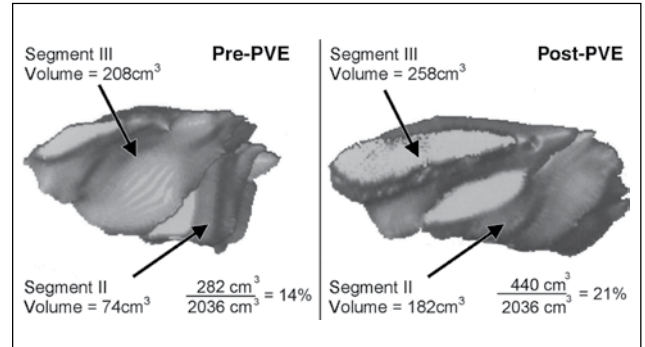 Segment III
Volume = 208cm³
Pre-PVE
Segment II
Volume = 74cm³
282 cm³
2036 cm³ = 14%
Segment III
Volume = 258cm³
Post-PVE
Segment II
Volume = 182cm³
440 cm³
2036 cm³ = 21%